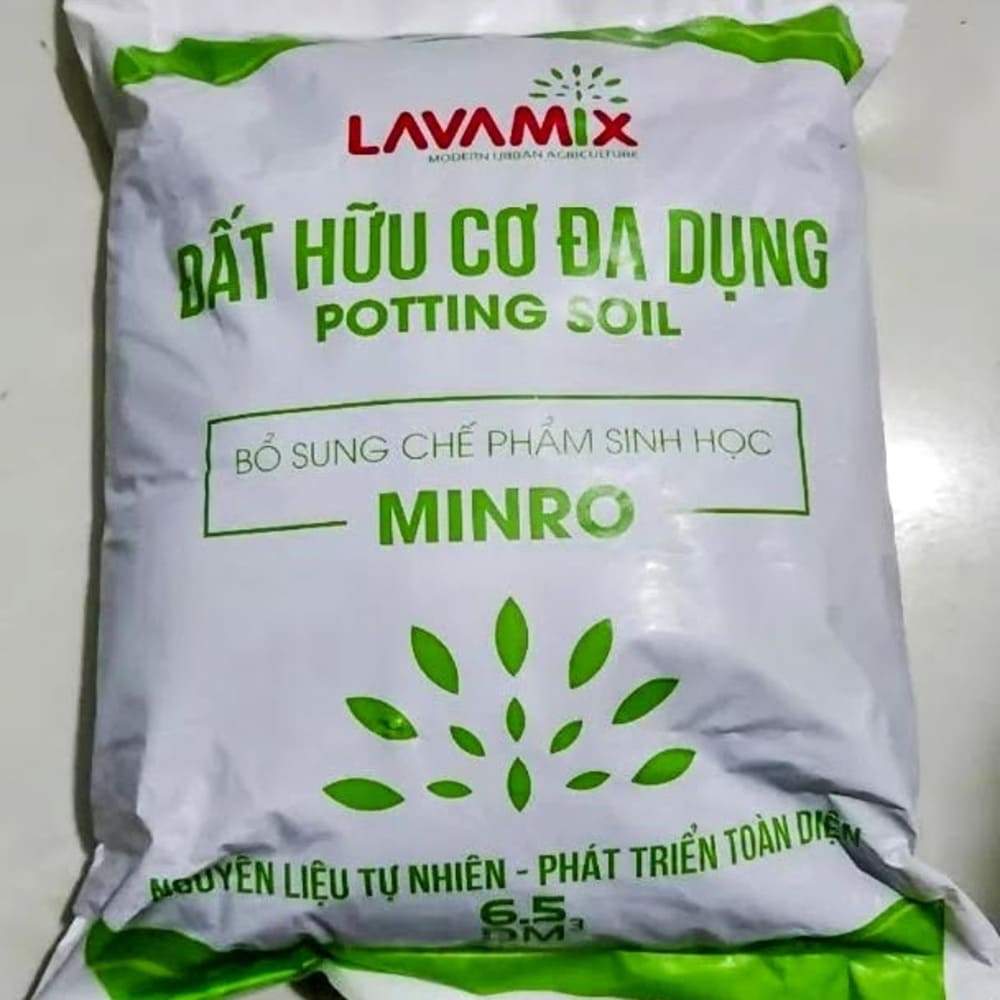 LAVAMIX
MODERN URBAN AGRICULTURE
ĐẤT HỮU CƠ ĐA DỤNG
POTTING SOIL
BỔ SUNG CHẾ PHẨM SINH HỌC
MINRO
NGUYÊN LIỆU TỰ NHIÊN - PHÁT TRIỂN TOÀN DIỆN
6.5
DM³